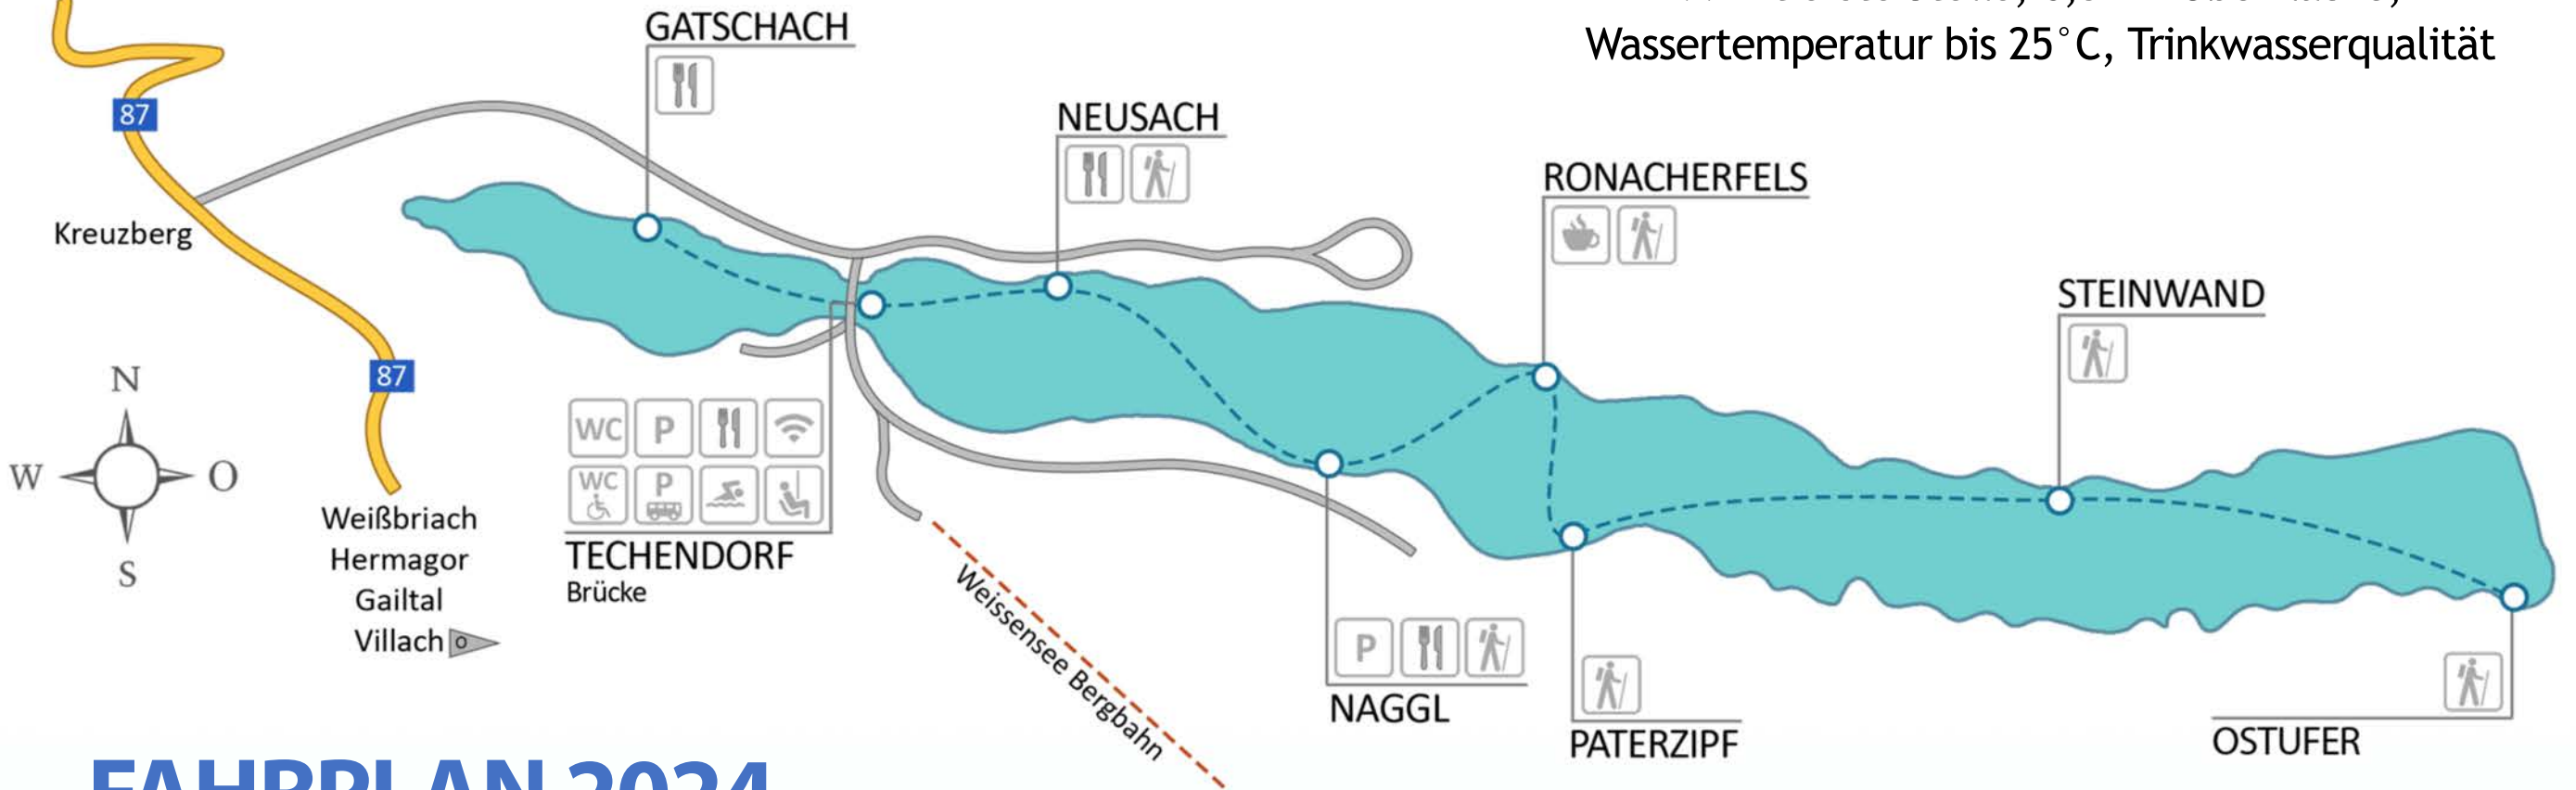 Wassertemperatur bis 25°C, Trinkwasserqualität
GATSCHACH
87
NEUSACH
RONACHERFELS
Kreuzberg
STEINWAND
87
N
W
O
S
WC
P
WC
P
TECHENDORF
Brücke
Weißbriach
Hermagor
Gailtal
Villach
O
Weissensee Bergbahn
P
NAGGL
PATERZIPF
OSTUFER
FAHRPLAN 2024